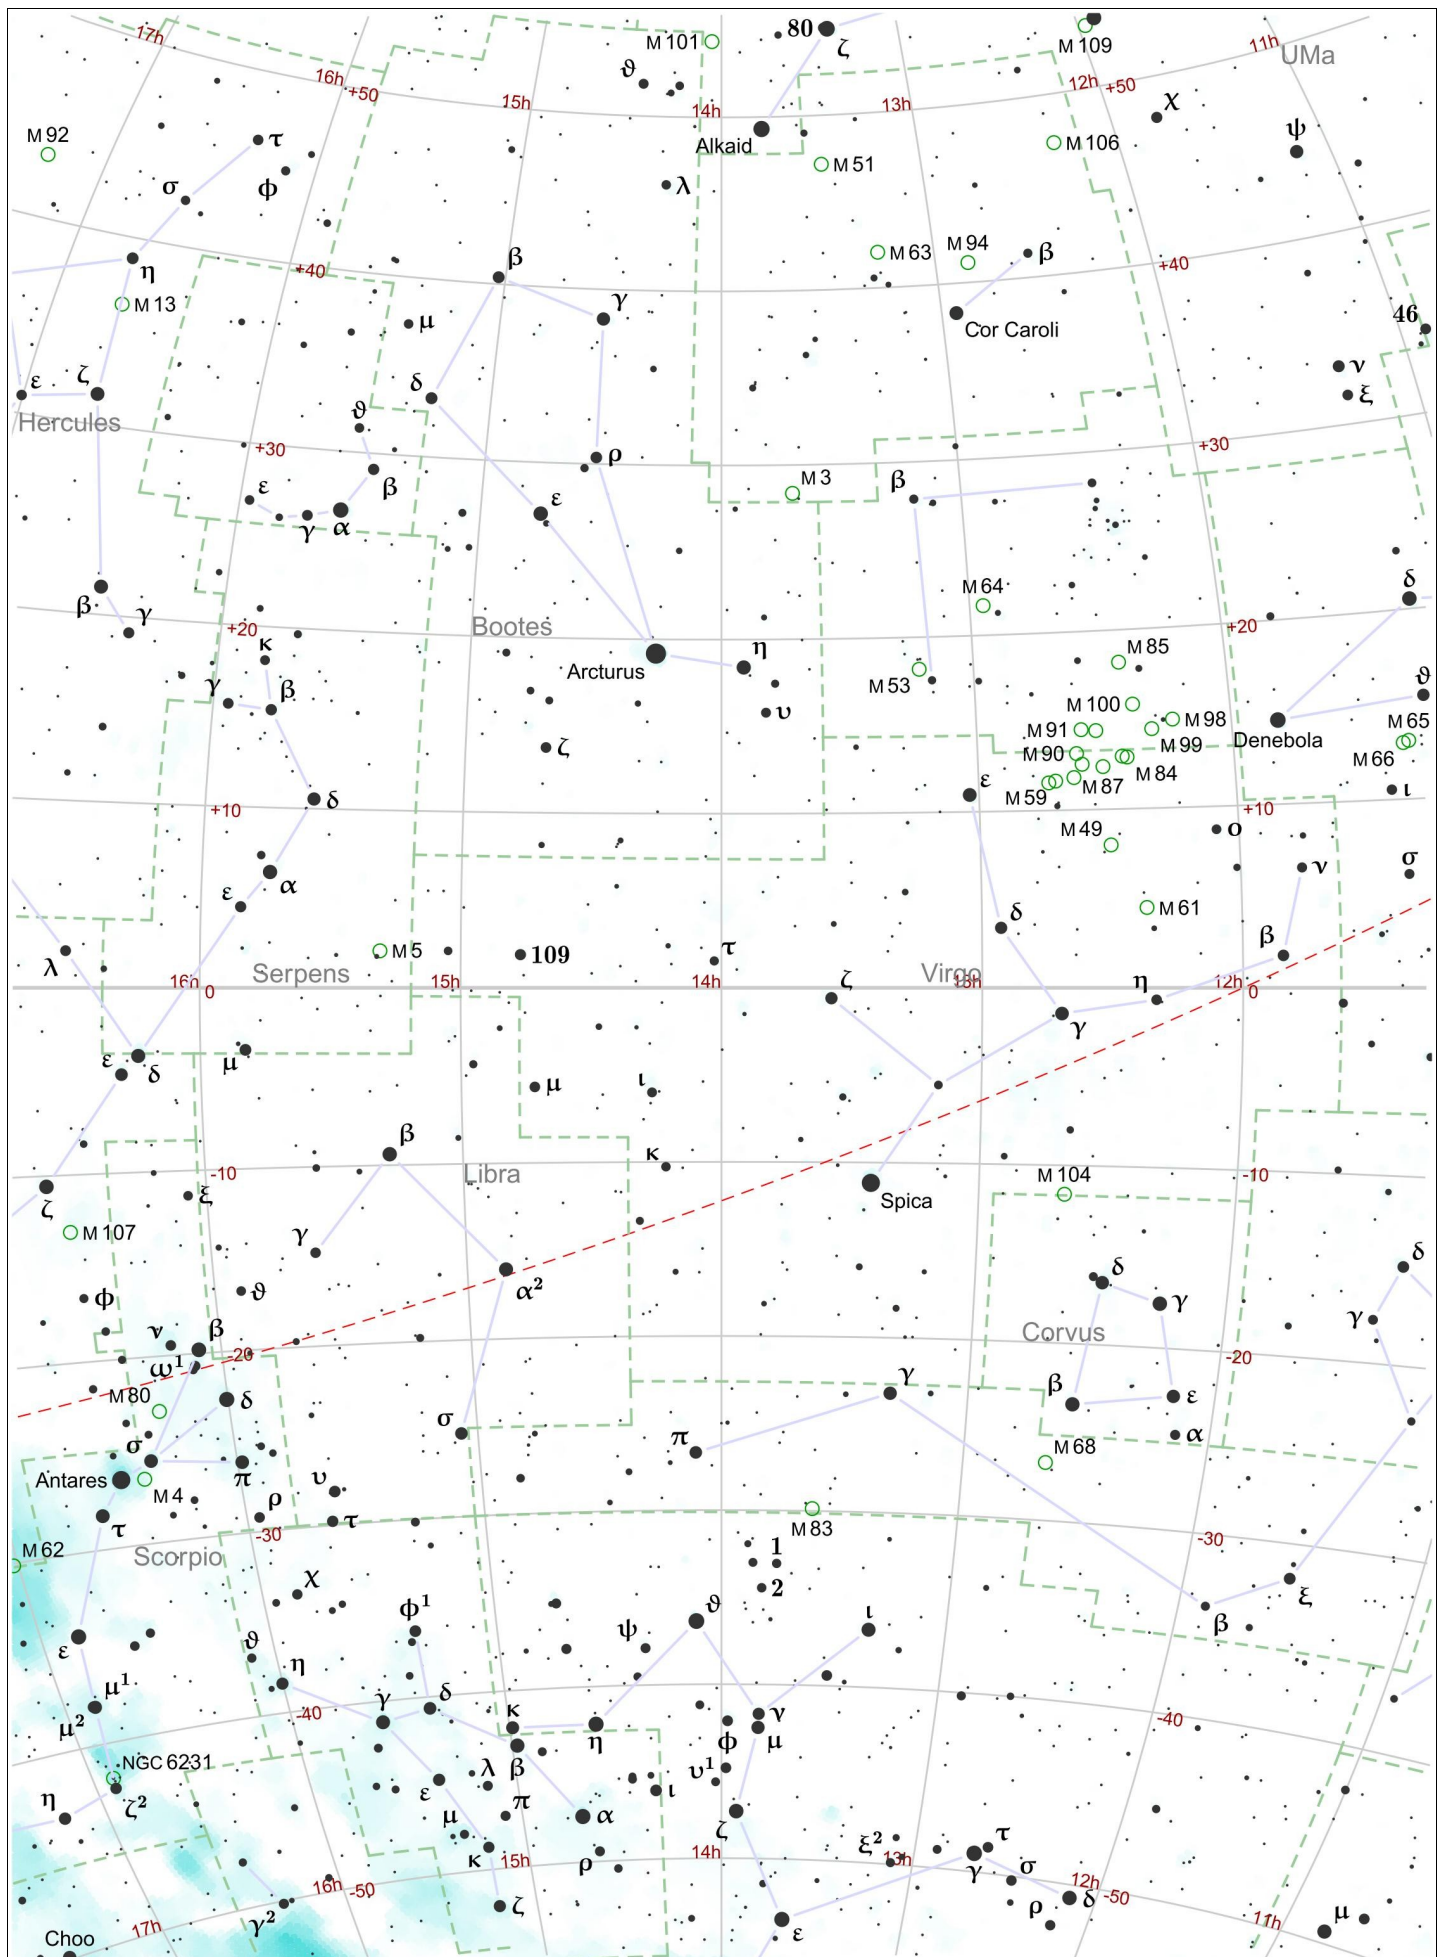 17h
M 101
80
ζ
M 109
11h
UMa
16h
+50
ϑ
15h
14h
13h
12h
+50
χ
M 92
τ
Alkaid
M 51
M 106
ψ
φ
σ
λ
η
+40
β
M 63
M 94
β
+40
M 13
γ
μ
Cor Caroli
46
ε
ζ
δ
ν
ξ
Hercules
ϑ
+30
ρ
+30
β
M 3
β
ε
γ
α
ε
β
γ
M 64
δ
+20
Bootes
+20
κ
Arcturus
η
M 85
γ
β
M 53
ϑ
υ
M 100
M 98
M 65
ζ
M 91
M 99
Denebola
M 90
M 66
δ
ε
M 87
M 84
ι
+10
M 59
+10
M 49
ο
α
ν
σ
ε
δ
M 61
λ
M 5
109
τ
β
16h
0
Serpens
15h
14h
ζ
Virgo
13h
η
12h
0
γ
ε
δ
μ
μ
ι
β
κ
-10
ξ
Libra
M 104
-10
ζ
Spica
M 107
γ
δ
δ
φ
ϑ
α²
γ
γ
ν
β
Corvus
ω¹
-20
-20
M 80
δ
γ
β
ε
σ
σ
π
α
M 68
Antares
π
υ
M 4
ρ
τ
τ
-30
M 83
-30
M 62
Scorpio
1
2
χ
ξ
φ¹
ϑ
ι
β
ε
ϑ
ψ
η
μ¹
γ
δ
κ
ν
-40
-40
μ²
η
φ
μ
NGC 6231
β
λ
υ¹
ε
ι
η
ζ²
π
α
ζ
μ
κ
15h
ρ
14h
ξ²
13h
τ
γ
σ
16h
-50
12h
-50
δ
ζ
ρ
17h
γ²
ε
11h
μ
Choo